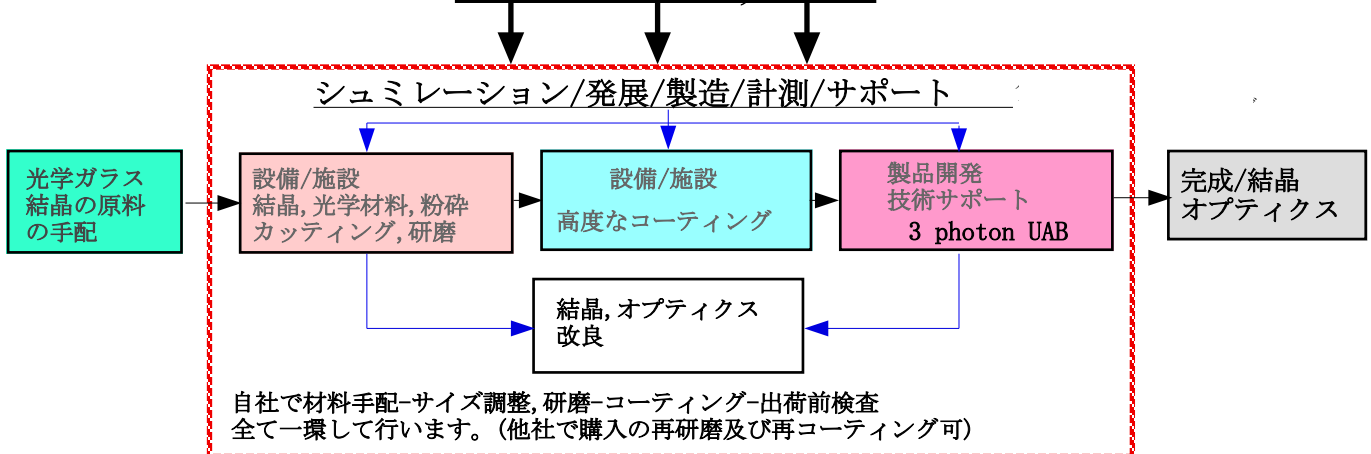 シュミレーション/発展/製造/計測/サポート
光学ガラス
結晶の原料
の手配
設備/施設
結晶,光学材料,粉砕
カッティング,研磨
設備/施設
高度なコーティング
製品開発
技術サポート
3 photon UAB
完成/結晶
オプティクス
結晶,オプティクス
改良
自社で材料手配-サイズ調整,研磨-コーティング-出荷前検査
全て一環して行います。(他社で購入の再研磨及び再コーティング可)